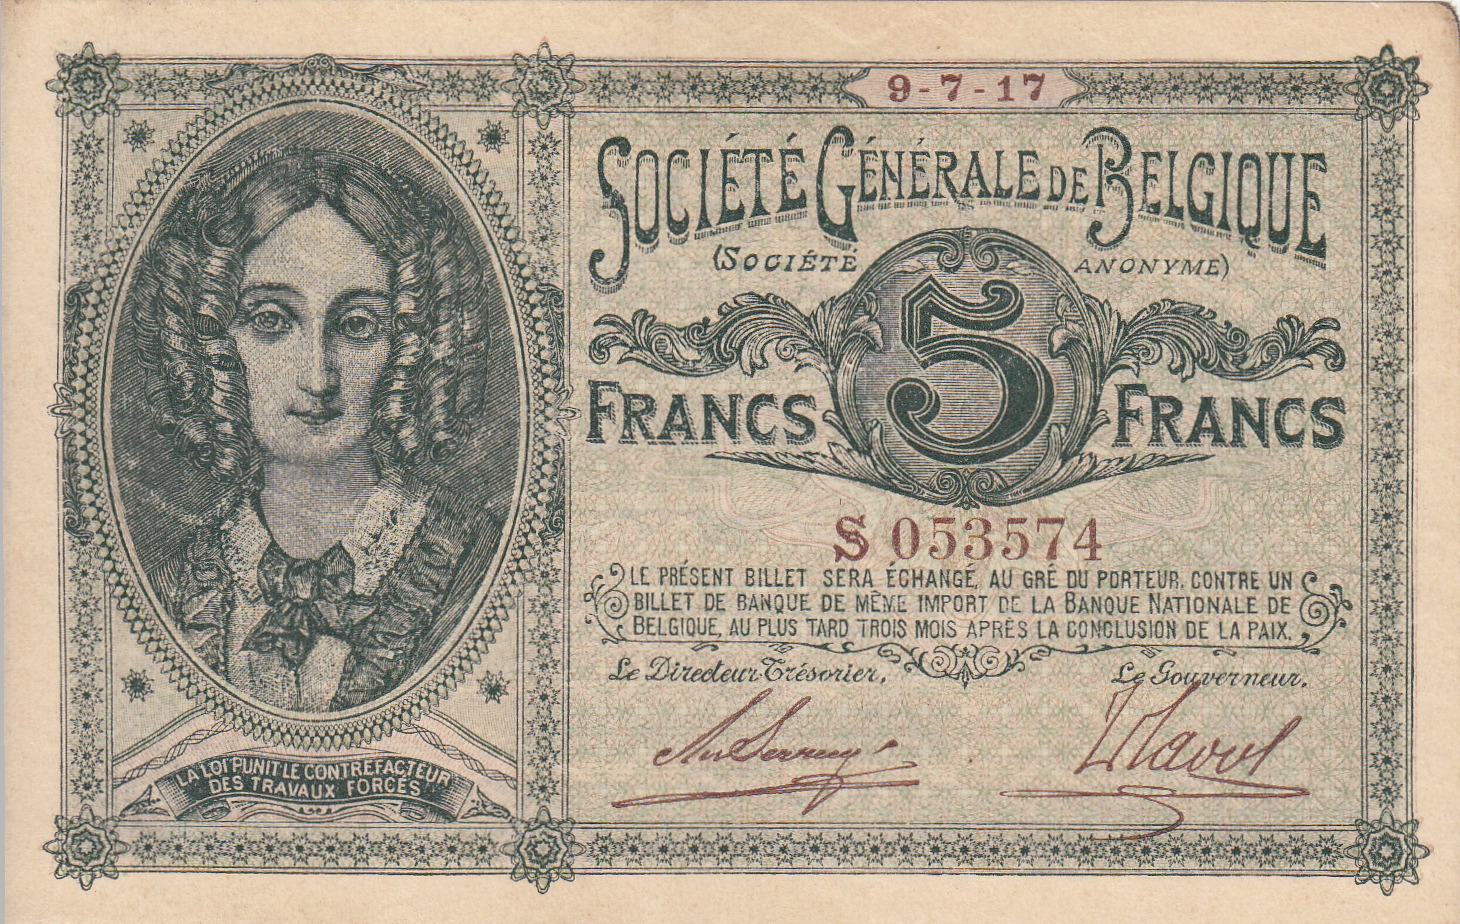 9-7-17
SOCIÉTÉ GÉNÉRALE DE BELGIQUE
(SOCIÉTÉ ANONYME)
5
FRANCS FRANCS
S 053574
LE PRÉSENT BILLET SERA ÉCHANGÉ, AU GRÉ DU PORTEUR, CONTRE UN
BILLET DE BANQUE DE MÊME IMPORT DE LA BANQUE NATIONALE DE
BELGIQUE, AU PLUS TARD TROIS MOIS APRÈS LA CONCLUSION DE LA PAIX.
Le Directeur-Trésorier, Le Gouverneur,
LA LOI PUNIT LE CONTREFACTEUR
DES TRAVAUX FORCÉS